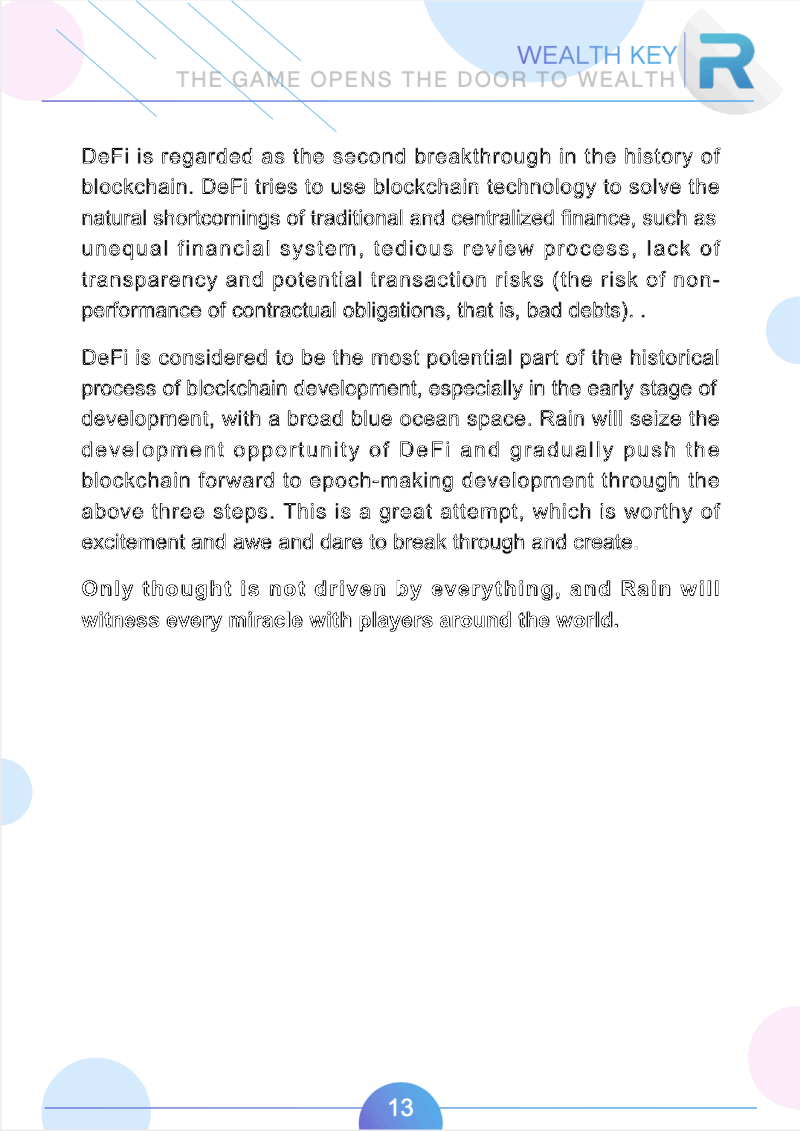 WEALTH KEY
THE GAME OPENS THE DOOR TO WEALTH
R
DeFi is regarded as the second breakthrough in the history of
blockchain. DeFi tries to use blockchain technology to solve the
natural shortcomings of traditional and centralized finance, such as
unequal financial system, tedious review process, lack of
transparency and potential transaction risks (the risk of non-
performance of contractual obligations, that is, bad debts). .
DeFi is considered to be the most potential part of the historical
process of blockchain development, especially in the early stage of
development, with a broad blue ocean space. Rain will seize the
development opportunity of DeFi and gradually push the
blockchain forward to epoch-making development through the
above three steps. This is a great attempt, which is worthy of
excitement and awe and dare to break through and create.
Only thought is not driven by everything, and Rain will
witness every miracle with players around the world.
13